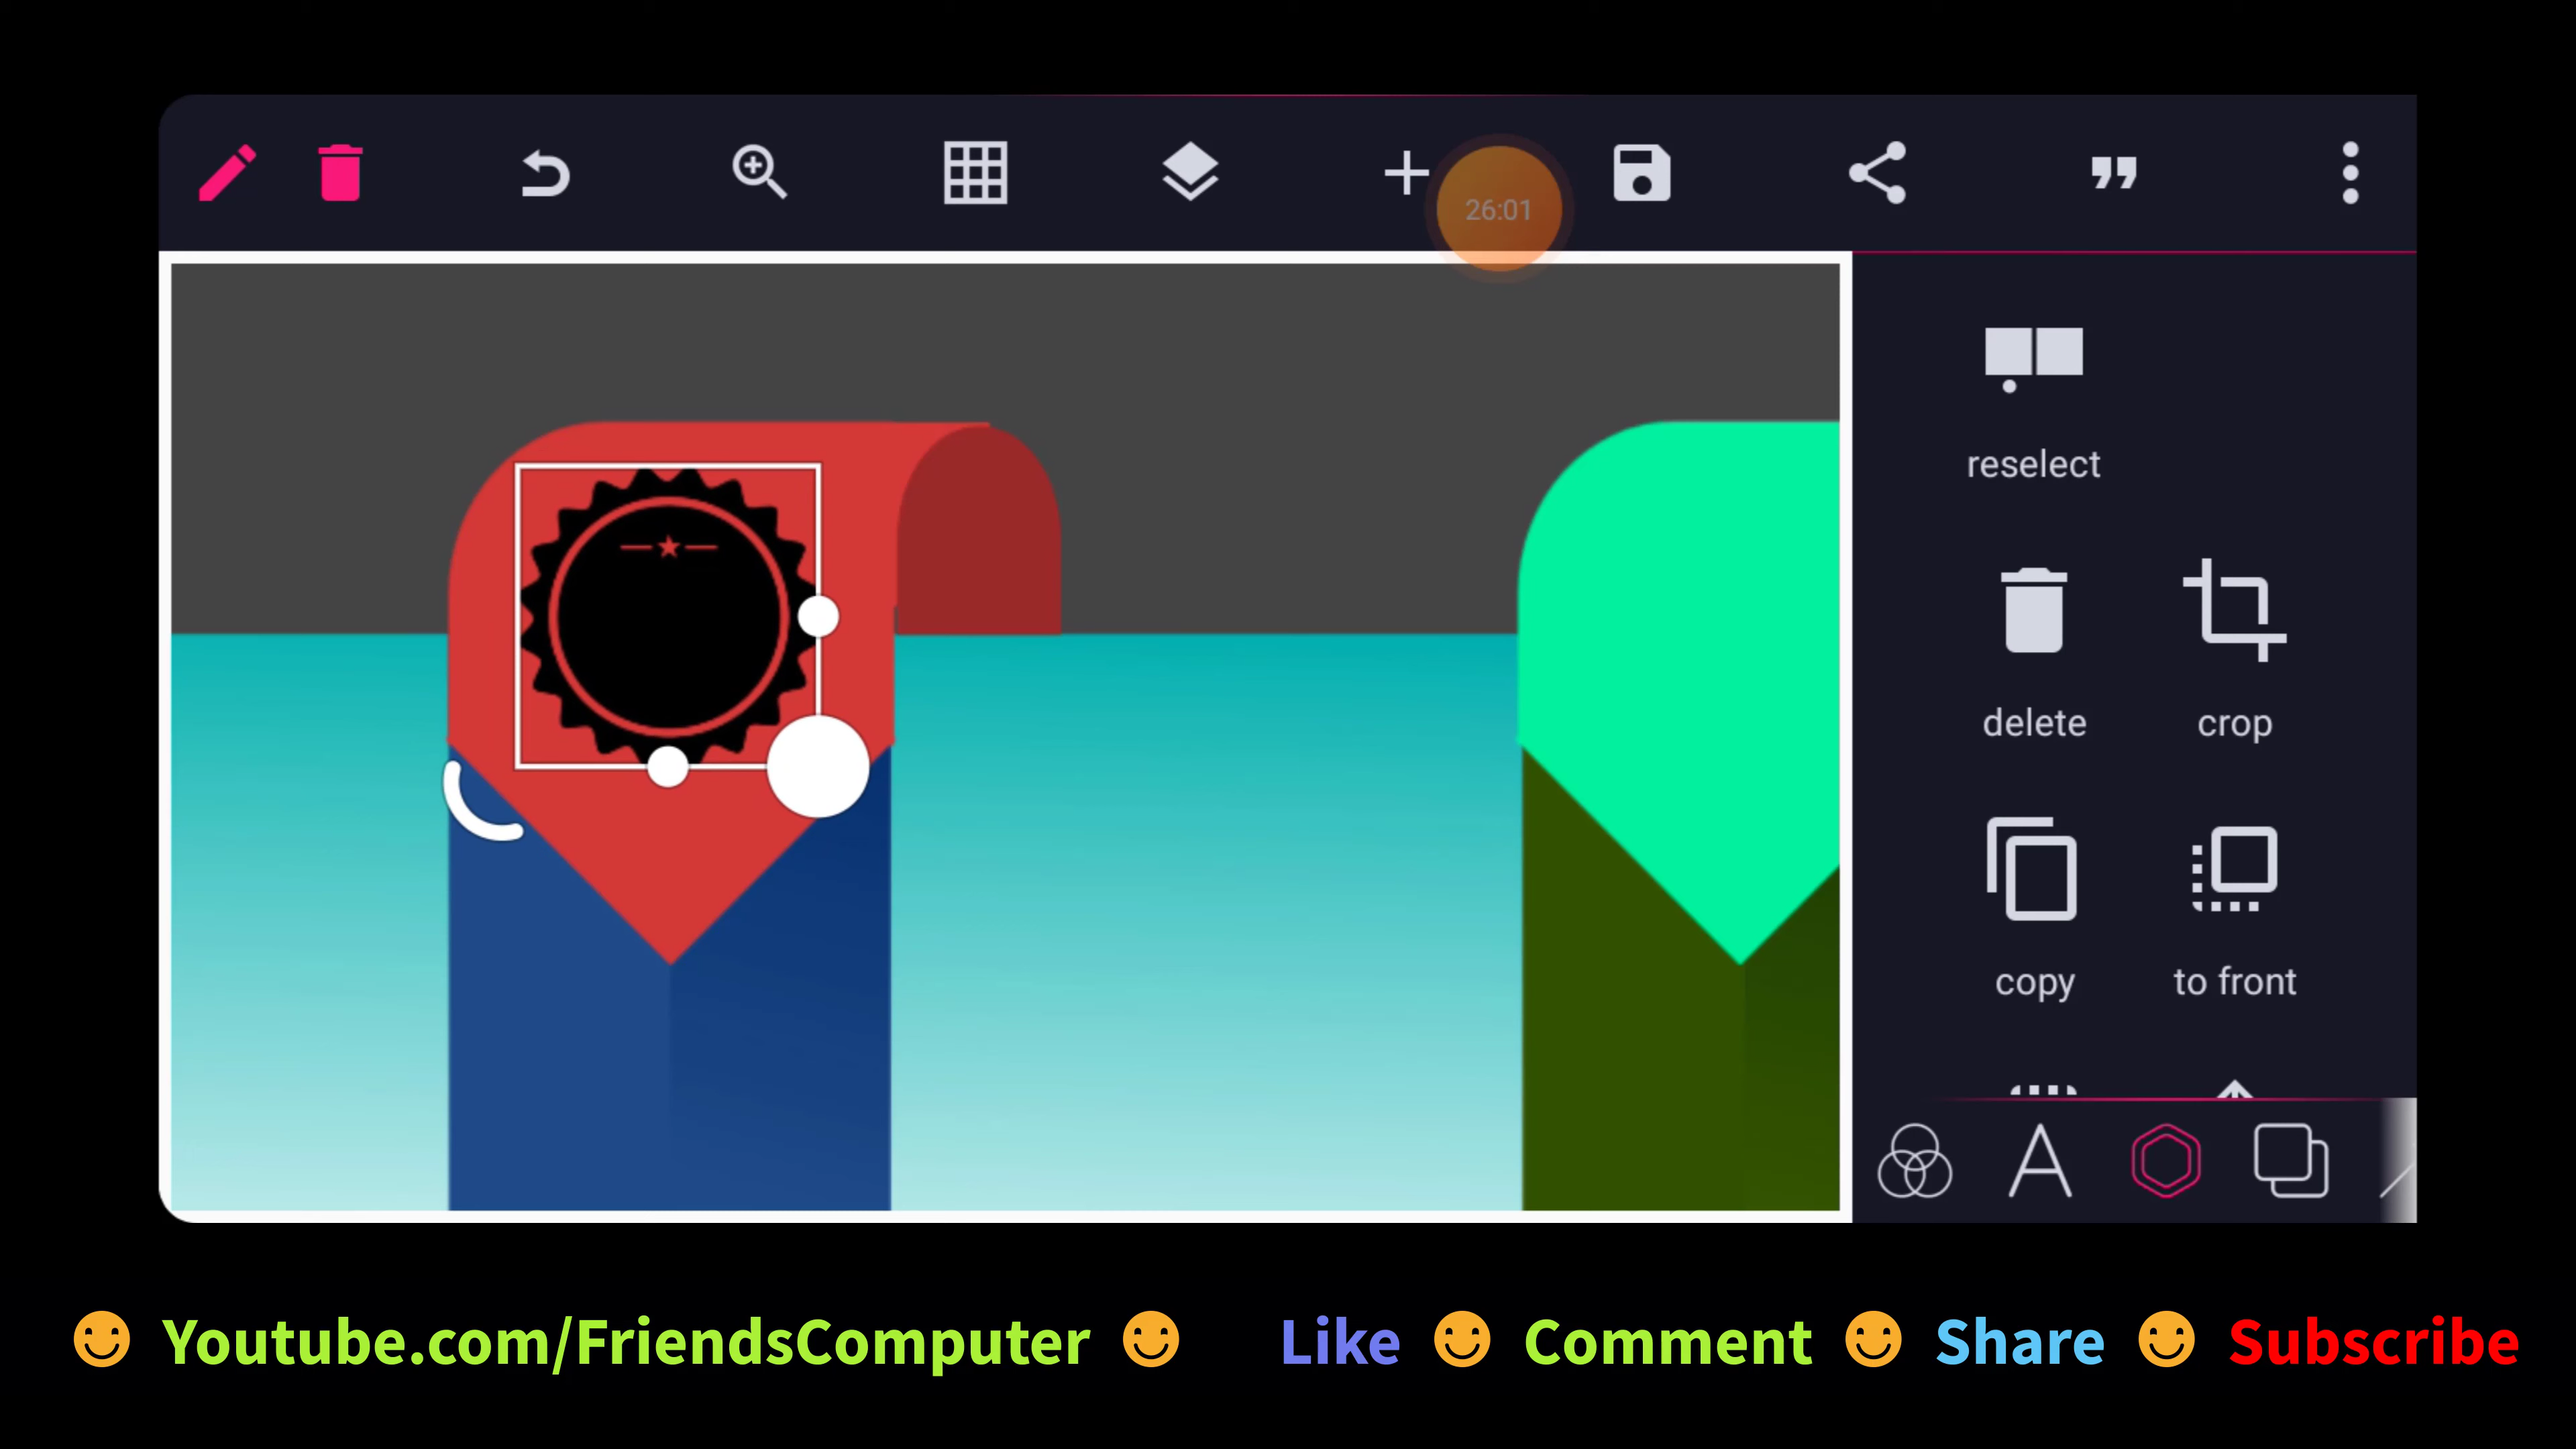 26:01
reselect
delete crop
copy to front
Youtube.com/FriendsComputer Like Comment Share Subscribe